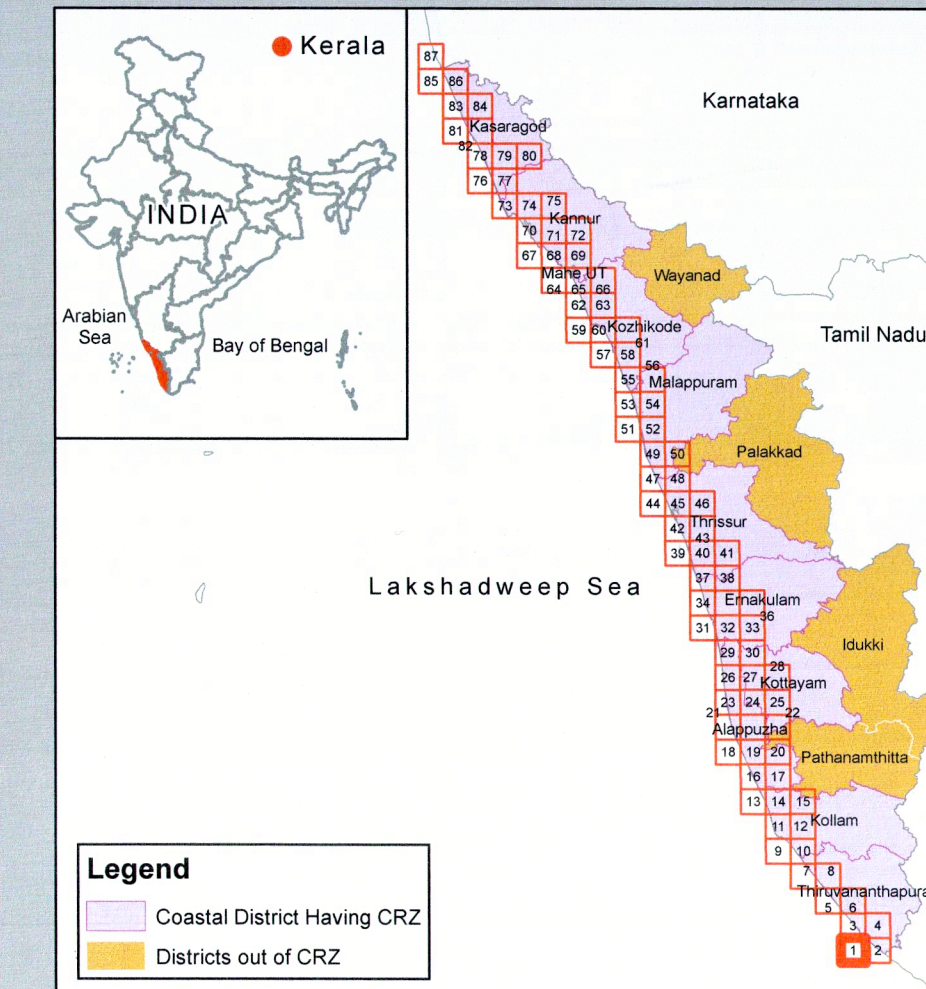 Kerala
INDIA
Arabian
Sea
Bay of Bengal
87
85 86
Karnataka
83 84
81 Kasaragod
82
78 79 80
76 77
73 74 75
Kannur
70 71 72
67 68 69
Mahe UT
Wayanad
64 65 66
62 63
59 60 Kozhikode
Tamil Nadu
61
57 58
56
55 Malappuram
53 54
51 52
49 50 Palakkad
47 48
44 45 46
42 Thrissur
43
39 40 41
37 38
Lakshadweep Sea
34 Ernakulam
36
31 32 33
Idukki
29 30
28
26 27 Kottayam
23 24 25
21 22
Alappuzha
18 19 20
Pathanamthitta
16 17
13 14 15
11 12 Kollam
9 10
7 8
Thiruvananthapura
5 6
3 4
1 2
Legend
Coastal District Having CRZ
Districts out of CRZ